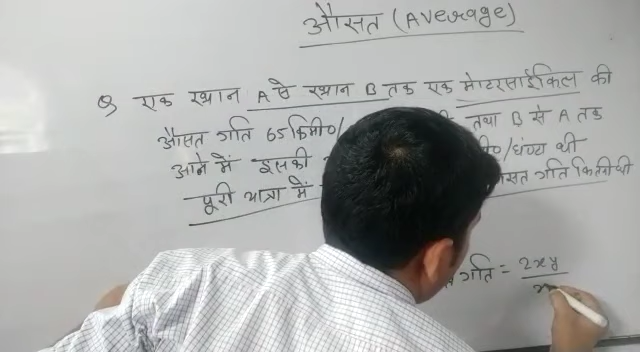 औसत (Average)
Q एक स्थान A से स्थान B तक एक मोटरसाईकिल की
औसत गति 65 किमी०/ तथा B से A तक
आने में इसकी ०/घंण्टा थी
पूरी यात्रा में औसत गति कितनी थी
गति = 2xy
x